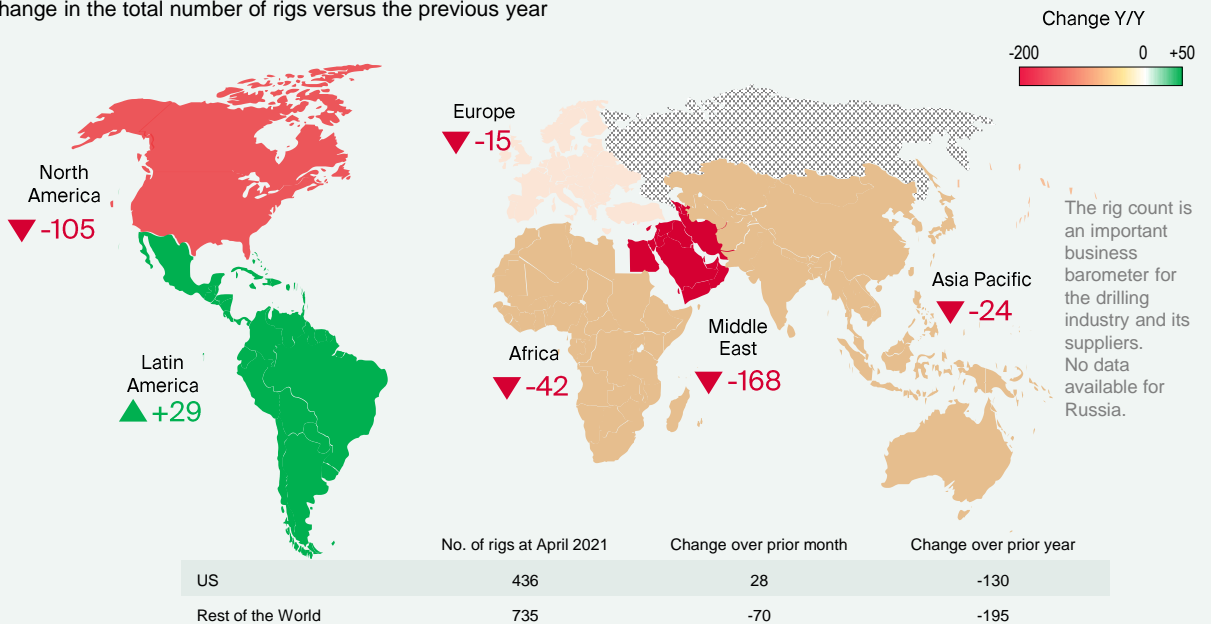 hange in the total number of rigs versus the previous year
Change Y/Y
-200 0 +50
Europe
-15
North
America
-105
The rig count is
an important
business
barometer for
the drilling
industry and its
suppliers.
No data
available for
Russia.
Asia Pacific
-24
Middle
East
-168
Africa
-42
Latin
America
+29
No. of rigs at April 2021 Change over prior month Change over prior year
US 436 28 -130
Rest of the World 735 -70 -195